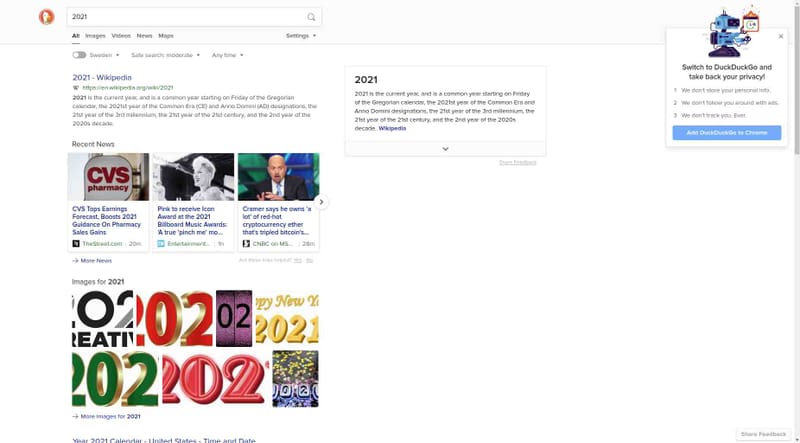 2021
All Images Videos News Maps
Settings
Sweden
Safe search: moderate
Any time
2021 - Wikipedia
W https://en.wikipedia.org/wiki/2021
2021 is the current year, and is a common year starting on Friday of the Gregorian
calendar, the 2021st year of the Common Era (CE) and Anno Domini (AD) designations, the
21st year of the 3rd millennium, the 21st year of the 21st century, and the 2nd year of the
2020s decade.
Recent News
CVS
pharmacy
CVS Tops Earnings
Forecast, Boosts 2021
Guidance On Pharmacy
Sales Gains
TheStreet.com : 20m
Pink to receive Icon
Award at the 2021
Billboard Music Awards:
'A true 'pinch me' mo...
Entertainment... : 1h
Cramer says he owns 'a
lot' of red-hot
cryptocurrency ether
that's tripled bitcoin's...
CNBC on MS... : 28m
→ More News
Are these links helpful? Yes No
Images for 2021
202
REATIV
202
02
ppy New Y
2021
202
202
→ More Images for 2021
Year 2021 Calendar - United States - Time and Date
2021
2021 is the current year, and is a common year starting on Friday
of the Gregorian calendar, the 2021st year of the Common Era and
Anno Domini designations, the 21st year of the 3rd millennium, the
21st year of the 21st century, and the 2nd year of the 2020s
decade. Wikipedia
Share Feedback
Switch to DuckDuckGo and
take back your privacy!
1 We don't store your personal info.
2 We don't follow you around with ads.
3 We don't track you. Ever.
Add DuckDuckGo to Chrome
Share Feedback